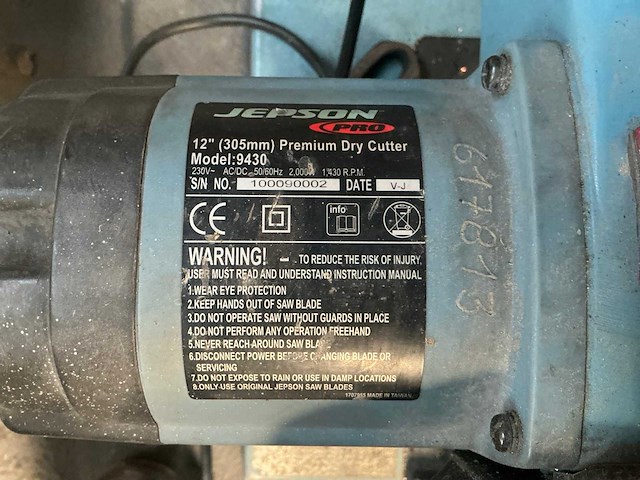 JEPSON
PRO
12" (305mm) Premium Dry Cutter
Model:9430
230V~ AC/DC 50/60Hz 2,000W 1,430 R.P.M.
S/N NO. 100090002 DATE V-J
CE
info
WARNING! – TO REDUCE THE RISK OF INJURY,
USER MUST READ AND UNDERSTAND INSTRUCTION MANUAL
1.WEAR EYE PROTECTION
2.KEEP HANDS OUT OF SAW BLADE
3.DO NOT OPERATE SAW WITHOUT GUARDS IN PLACE
4.DO NOT PERFORM ANY OPERATION FREEHAND
5.NEVER REACH-AROUND SAW BLADE
6.DISCONNECT POWER BEFORE CHANGING BLADE OR
SERVICING
7.DO NOT EXPOSE TO RAIN OR USE IN DAMP LOCATIONS
8.ONLY-USE ORIGINAL JEPSON SAW BLADES
MADE IN TAIWAN
617813